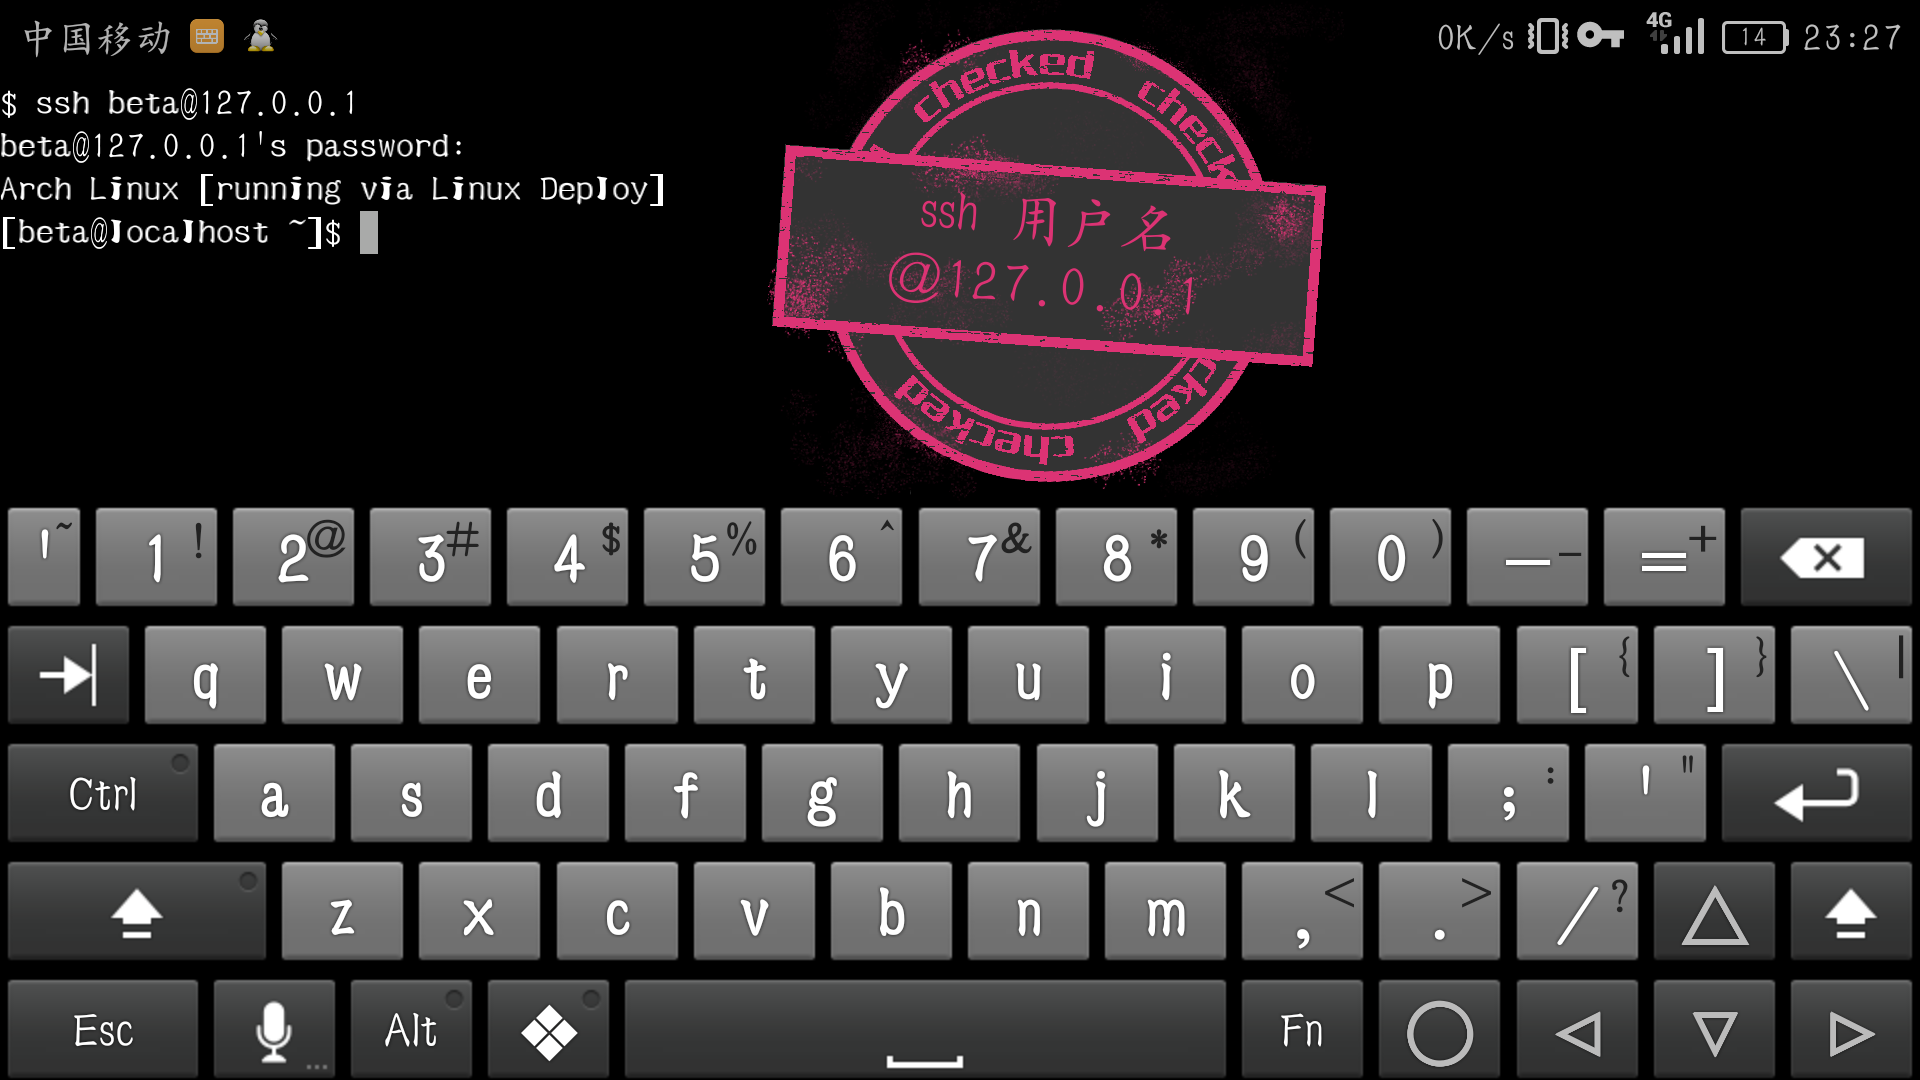 中国移动
0K/s 4G 14 23:27
$ ssh beta@127.0.0.1
beta@127.0.0.1's password:
Arch Linux [running via Linux Deploy]
[beta@localhost ~]$
checked checked
ssh 用户名
@127.0.0.1
checked checked
' ~ 1 ! 2 @ 3 # 4 $ 5 % 6 ^ 7 & 8 * 9 ( 0 ) — - = +
q w e r t y u i o p [ { ] } \ |
Ctrl a s d f g h j k l ; : ' "
z x c v b n m , < . > / ?
Esc ... Alt Fn